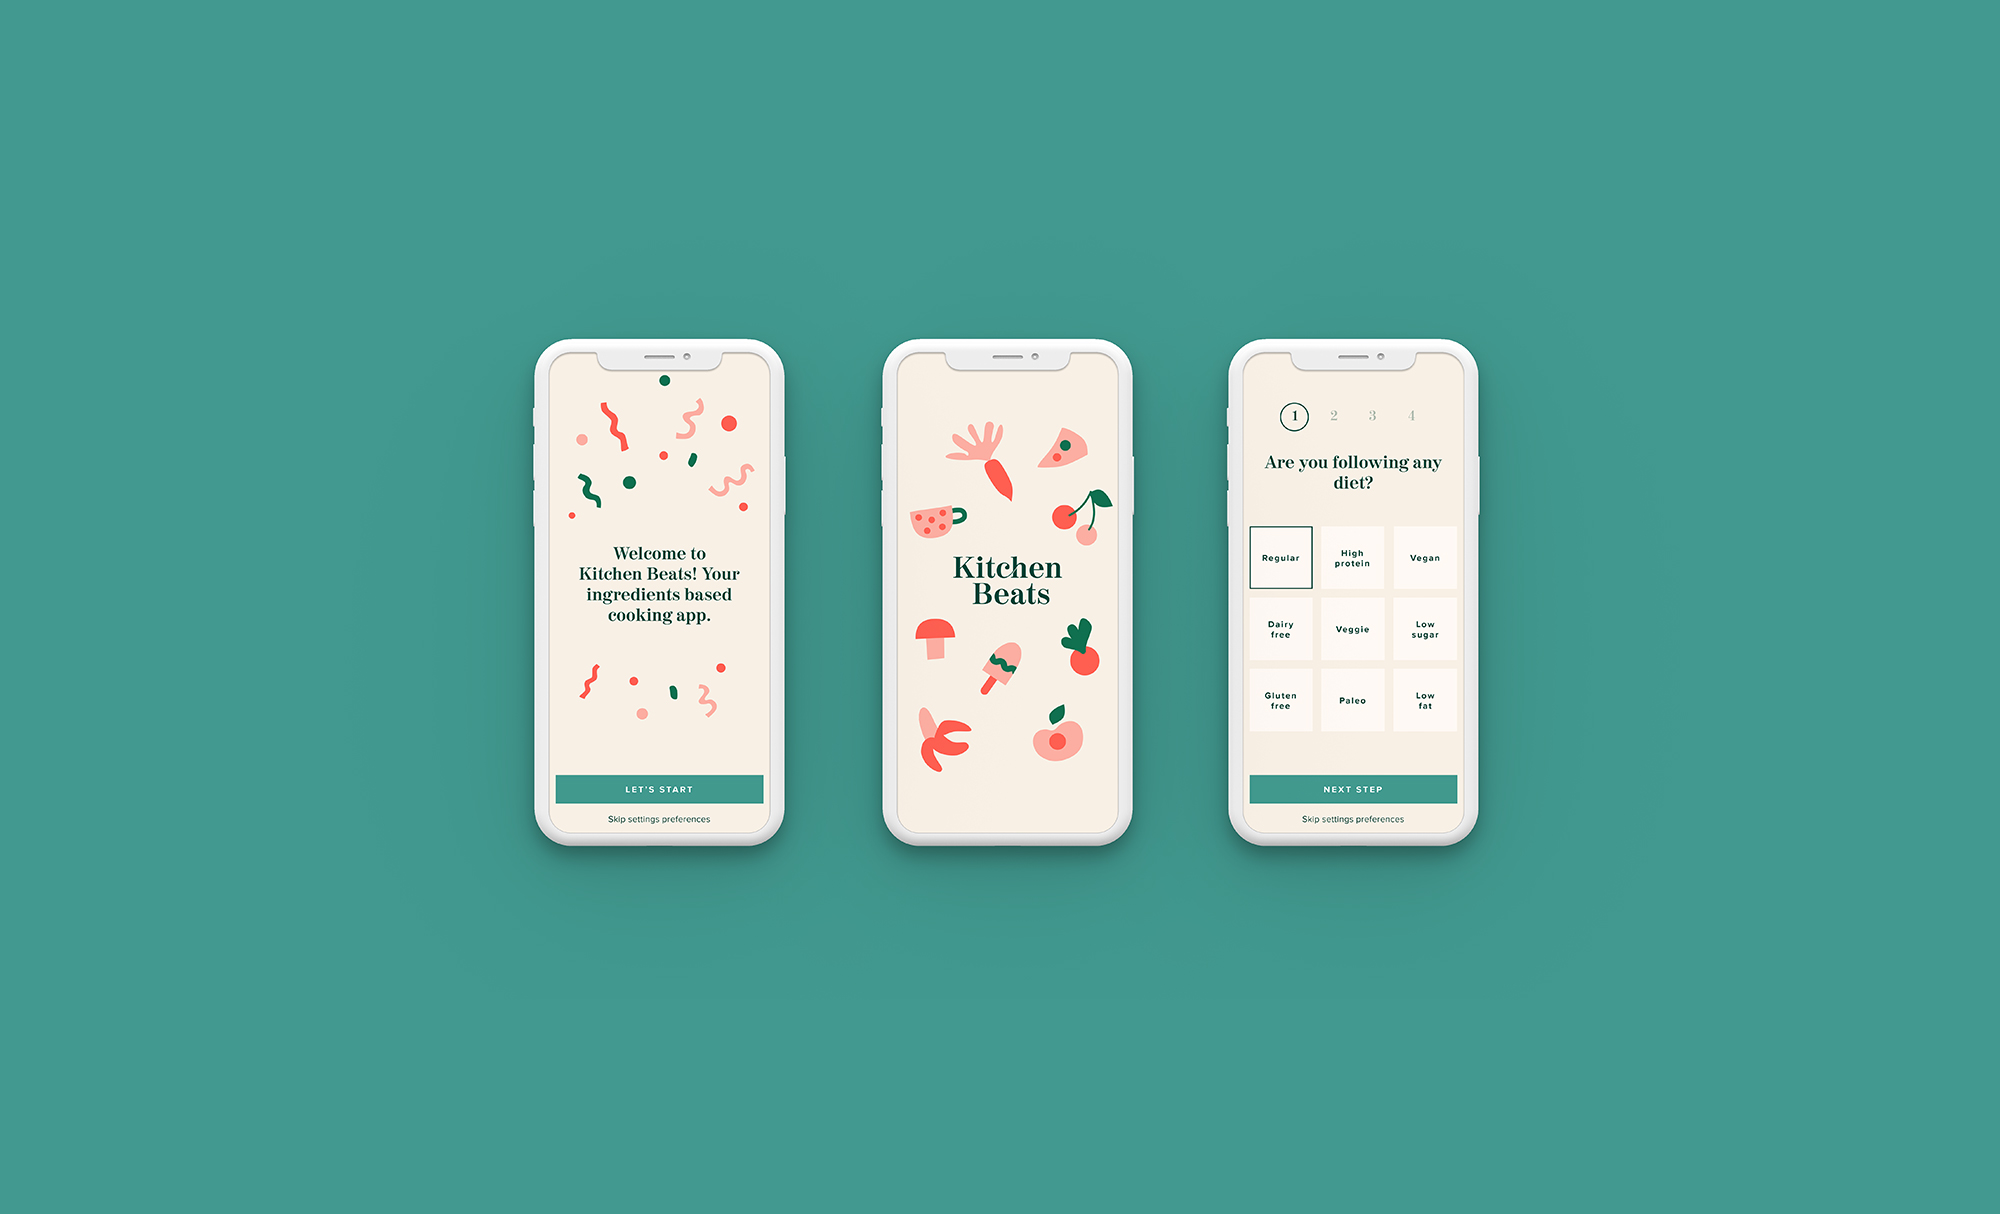 Welcome to
Kitchen Beats! Your
ingredients based
cooking app.
LET'S START
Skip settings preferences
Kitchen
Beats
1 2 3 4
Are you following any
diet?
Regular
High
protein
Vegan
Dairy
free
Veggie
Low
sugar
Gluten
free
Paleo
Low
fat
NEXT STEP
Skip settings preferences